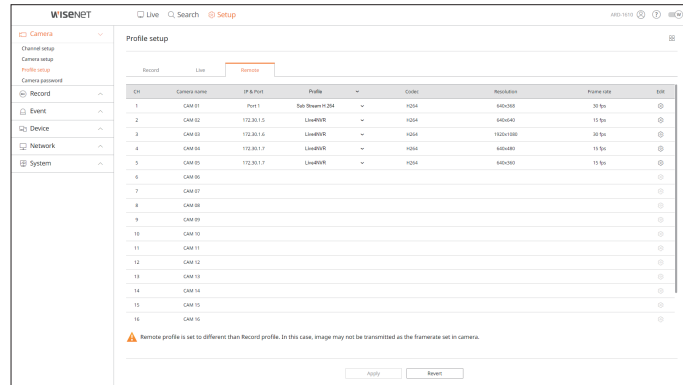 WISENET Live Search Setup ARD-1610
Camera
Channel setup
Camera setup
Profile setup
Camera password
Record
Event
Device
Network
System
Profile setup
Record Live Remote
CH Camera name IP & Port Profile Codec Resolution Frame rate Edit
1 CAM 01 Port 1 Sub Stream H 264 H264 640x368 30 fps
2 CAM 02 172.30.1.5 Live4NVR H264 640x640 15 fps
3 CAM 03 172.30.1.6 Live4NVR H264 1920x1080 30 fps
4 CAM 04 172.30.1.7 Live4NVR H264 640x480 15 fps
5 CAM 05 172.30.1.7 Live4NVR H264 640x360 15 fps
6 CAM 06
7 CAM 07
8 CAM 08
9 CAM 09
10 CAM 10
11 CAM 11
12 CAM 12
13 CAM 13
14 CAM 14
15 CAM 15
16 CAM 16
Remote profile is set to different than Record profile. In this case, image may not be transmitted as the framerate set in camera.
Apply Revert